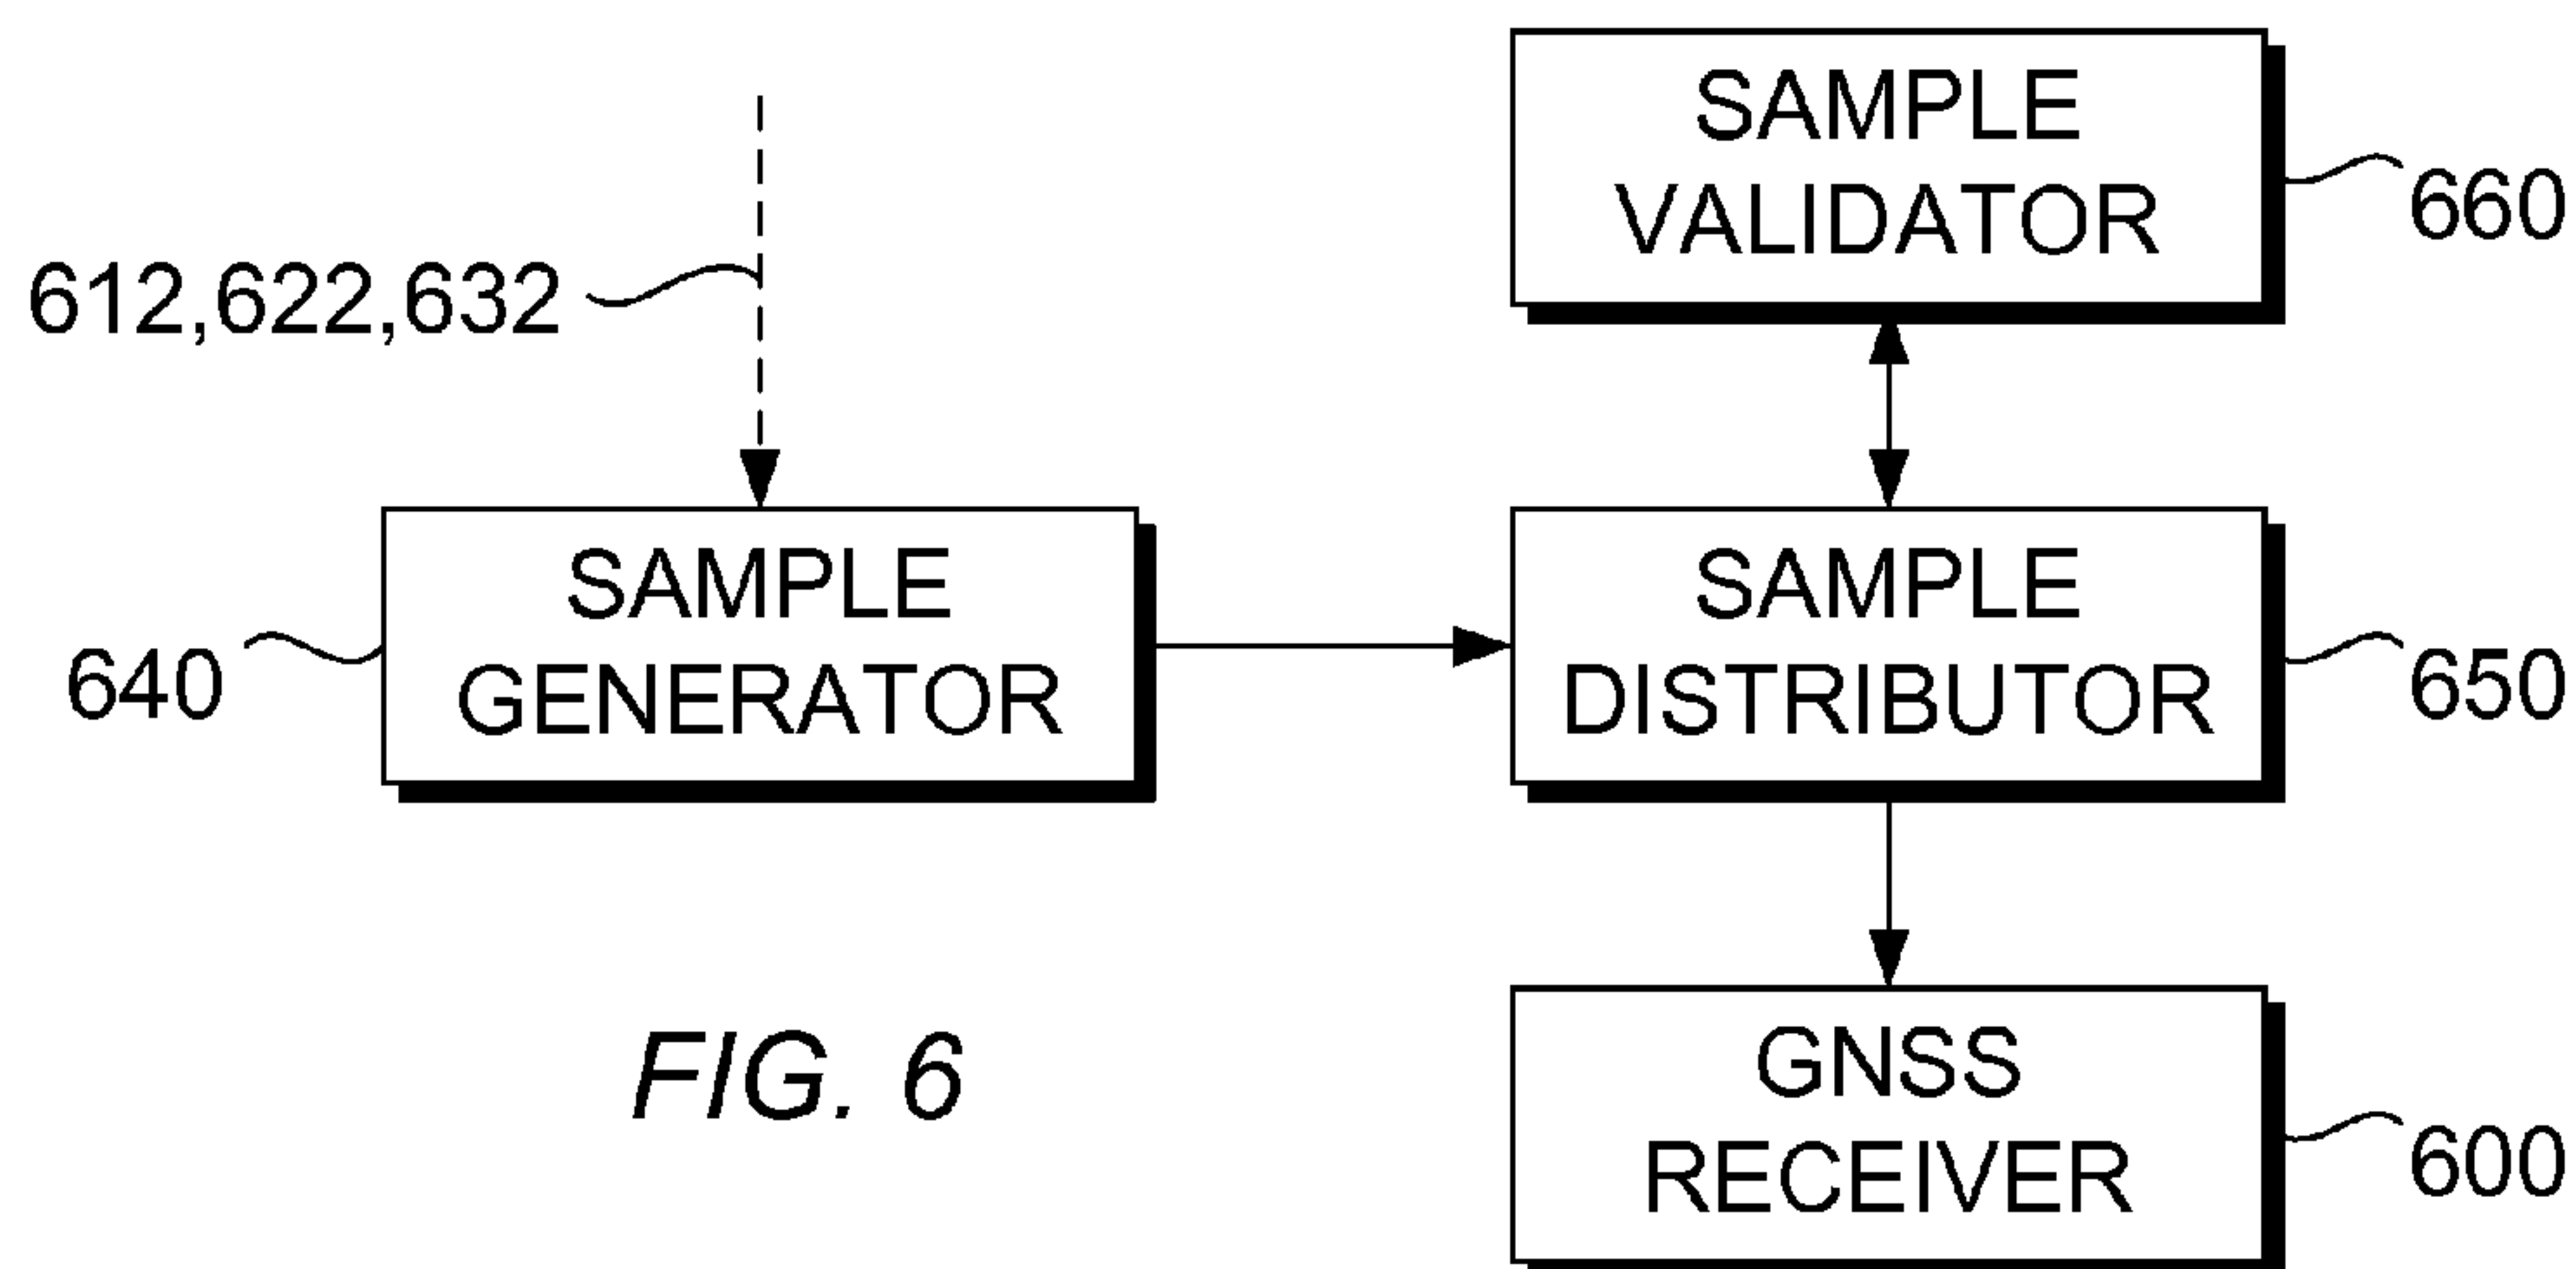 SAMPLE
VALIDATOR
660
612,622,632
SAMPLE
GENERATOR
640
SAMPLE
DISTRIBUTOR
650
GNSS
RECEIVER
600
FIG. 6